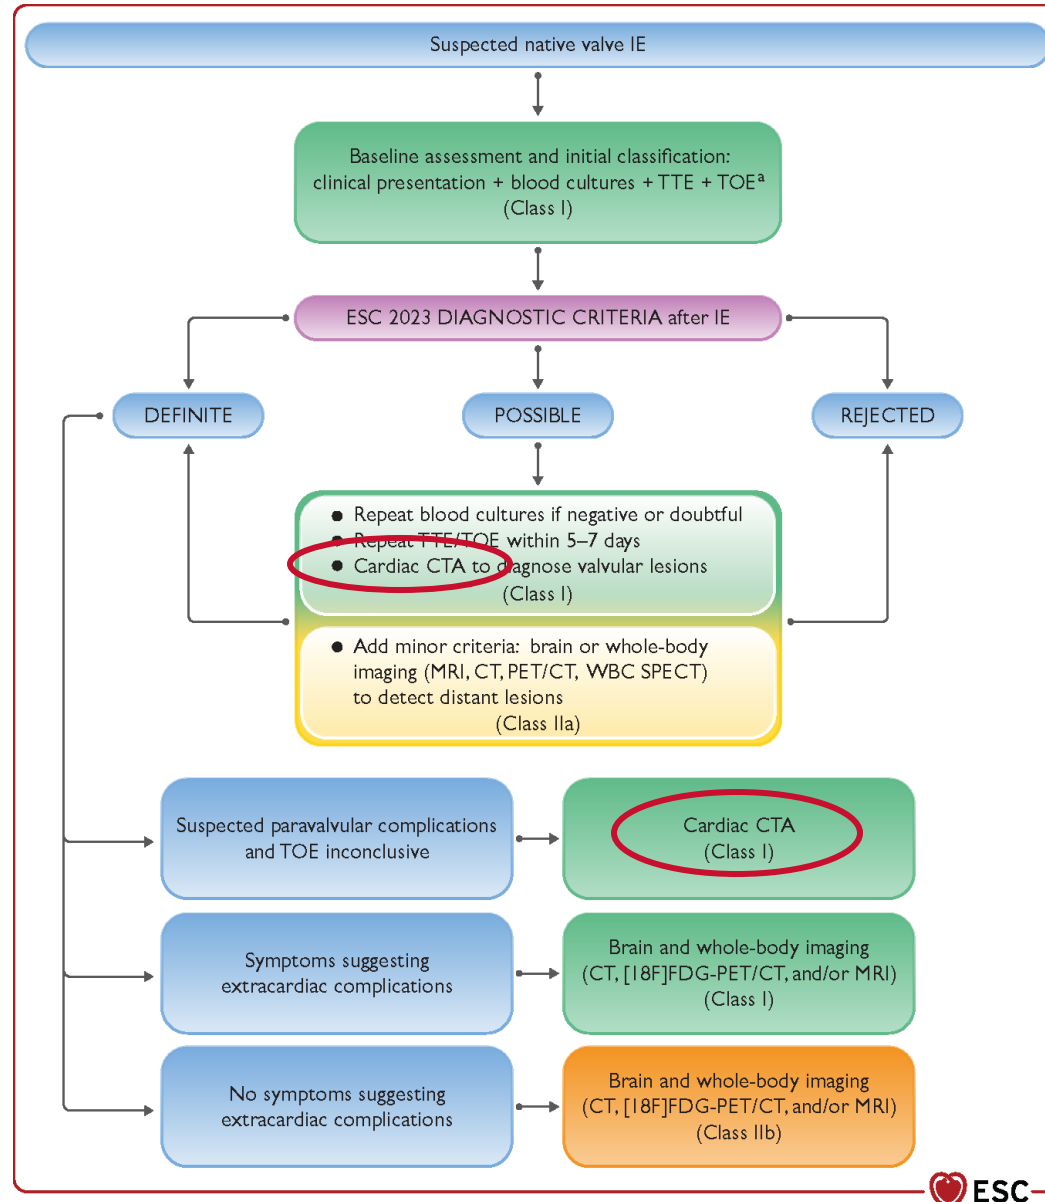 Suspected native valve IE
Baseline assessment and initial classification:
clinical presentation + blood cultures + TTE + TOEᵃ
(Class I)
ESC 2023 DIAGNOSTIC CRITERIA after IE
DEFINITE
POSSIBLE
REJECTED
● Repeat blood cultures if negative or doubtful
● Repeat TTE/TOE within 5–7 days
● Cardiac CTA to diagnose valvular lesions
(Class I)
● Add minor criteria: brain or whole-body
imaging (MRI, CT, PET/CT, WBC SPECT)
to detect distant lesions
(Class IIa)
Suspected paravalvular complications
and TOE inconclusive
Cardiac CTA
(Class I)
Symptoms suggesting
extracardiac complications
Brain and whole-body imaging
(CT, [18F]FDG-PET/CT, and/or MRI)
(Class I)
No symptoms suggesting
extracardiac complications
Brain and whole-body imaging
(CT, [18F]FDG-PET/CT, and/or MRI)
(Class IIb)
ESC